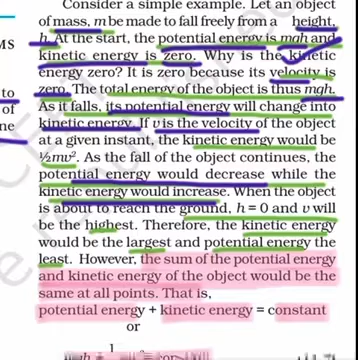 Consider a simple example. Let an object
of mass, m be made to fall freely from a height,
h. At the start, the potential energy is mgh and
kinetic energy is zero. Why is the kinetic
energy zero? It is zero because its velocity is
zero. The total energy of the object is thus mgh.
As it falls, its potential energy will change into
kinetic energy. If v is the velocity of the object
at a given instant, the kinetic energy would be
½mv². As the fall of the object continues, the
potential energy would decrease while the
kinetic energy would increase. When the object
is about to reach the ground, h = 0 and v will
be the highest. Therefore, the kinetic energy
would be the largest and potential energy the
least. However, the sum of the potential energy
and kinetic energy of the object would be the
same at all points. That is,
potential energy + kinetic energy = constant
or
MS
to
of
ne